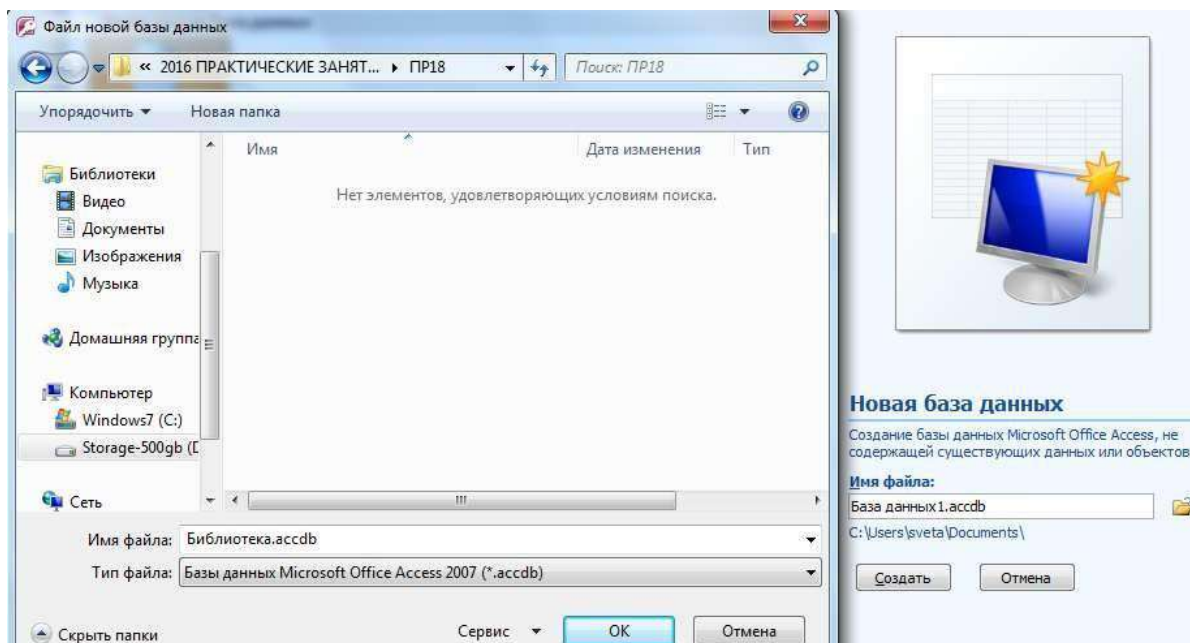 Файл новой базы данных
« 2016 ПРАКТИЧЕСКИЕ ЗАНЯТ... ▸ ПР18
Поиск: ПР18
Упорядочить
Новая папка
Имя
Дата изменения
Тип
Нет элементов, удовлетворяющих условиям поиска.
Библиотеки
Видео
Документы
Изображения
Музыка
Домашняя группа
Компьютер
Windows7 (C:)
Storage-500gb (D
Сеть
Имя файла: Библиотека.accdb
Тип файла: Базы данных Microsoft Office Access 2007 (*.accdb)
Скрыть папки
Сервис
ОК
Отмена
Новая база данных
Создание базы данных Microsoft Office Access, не
содержащей существующих данных или объектов
Имя файла:
База данных1.accdb
C:\Users\sveta\Documents\
Создать
Отмена